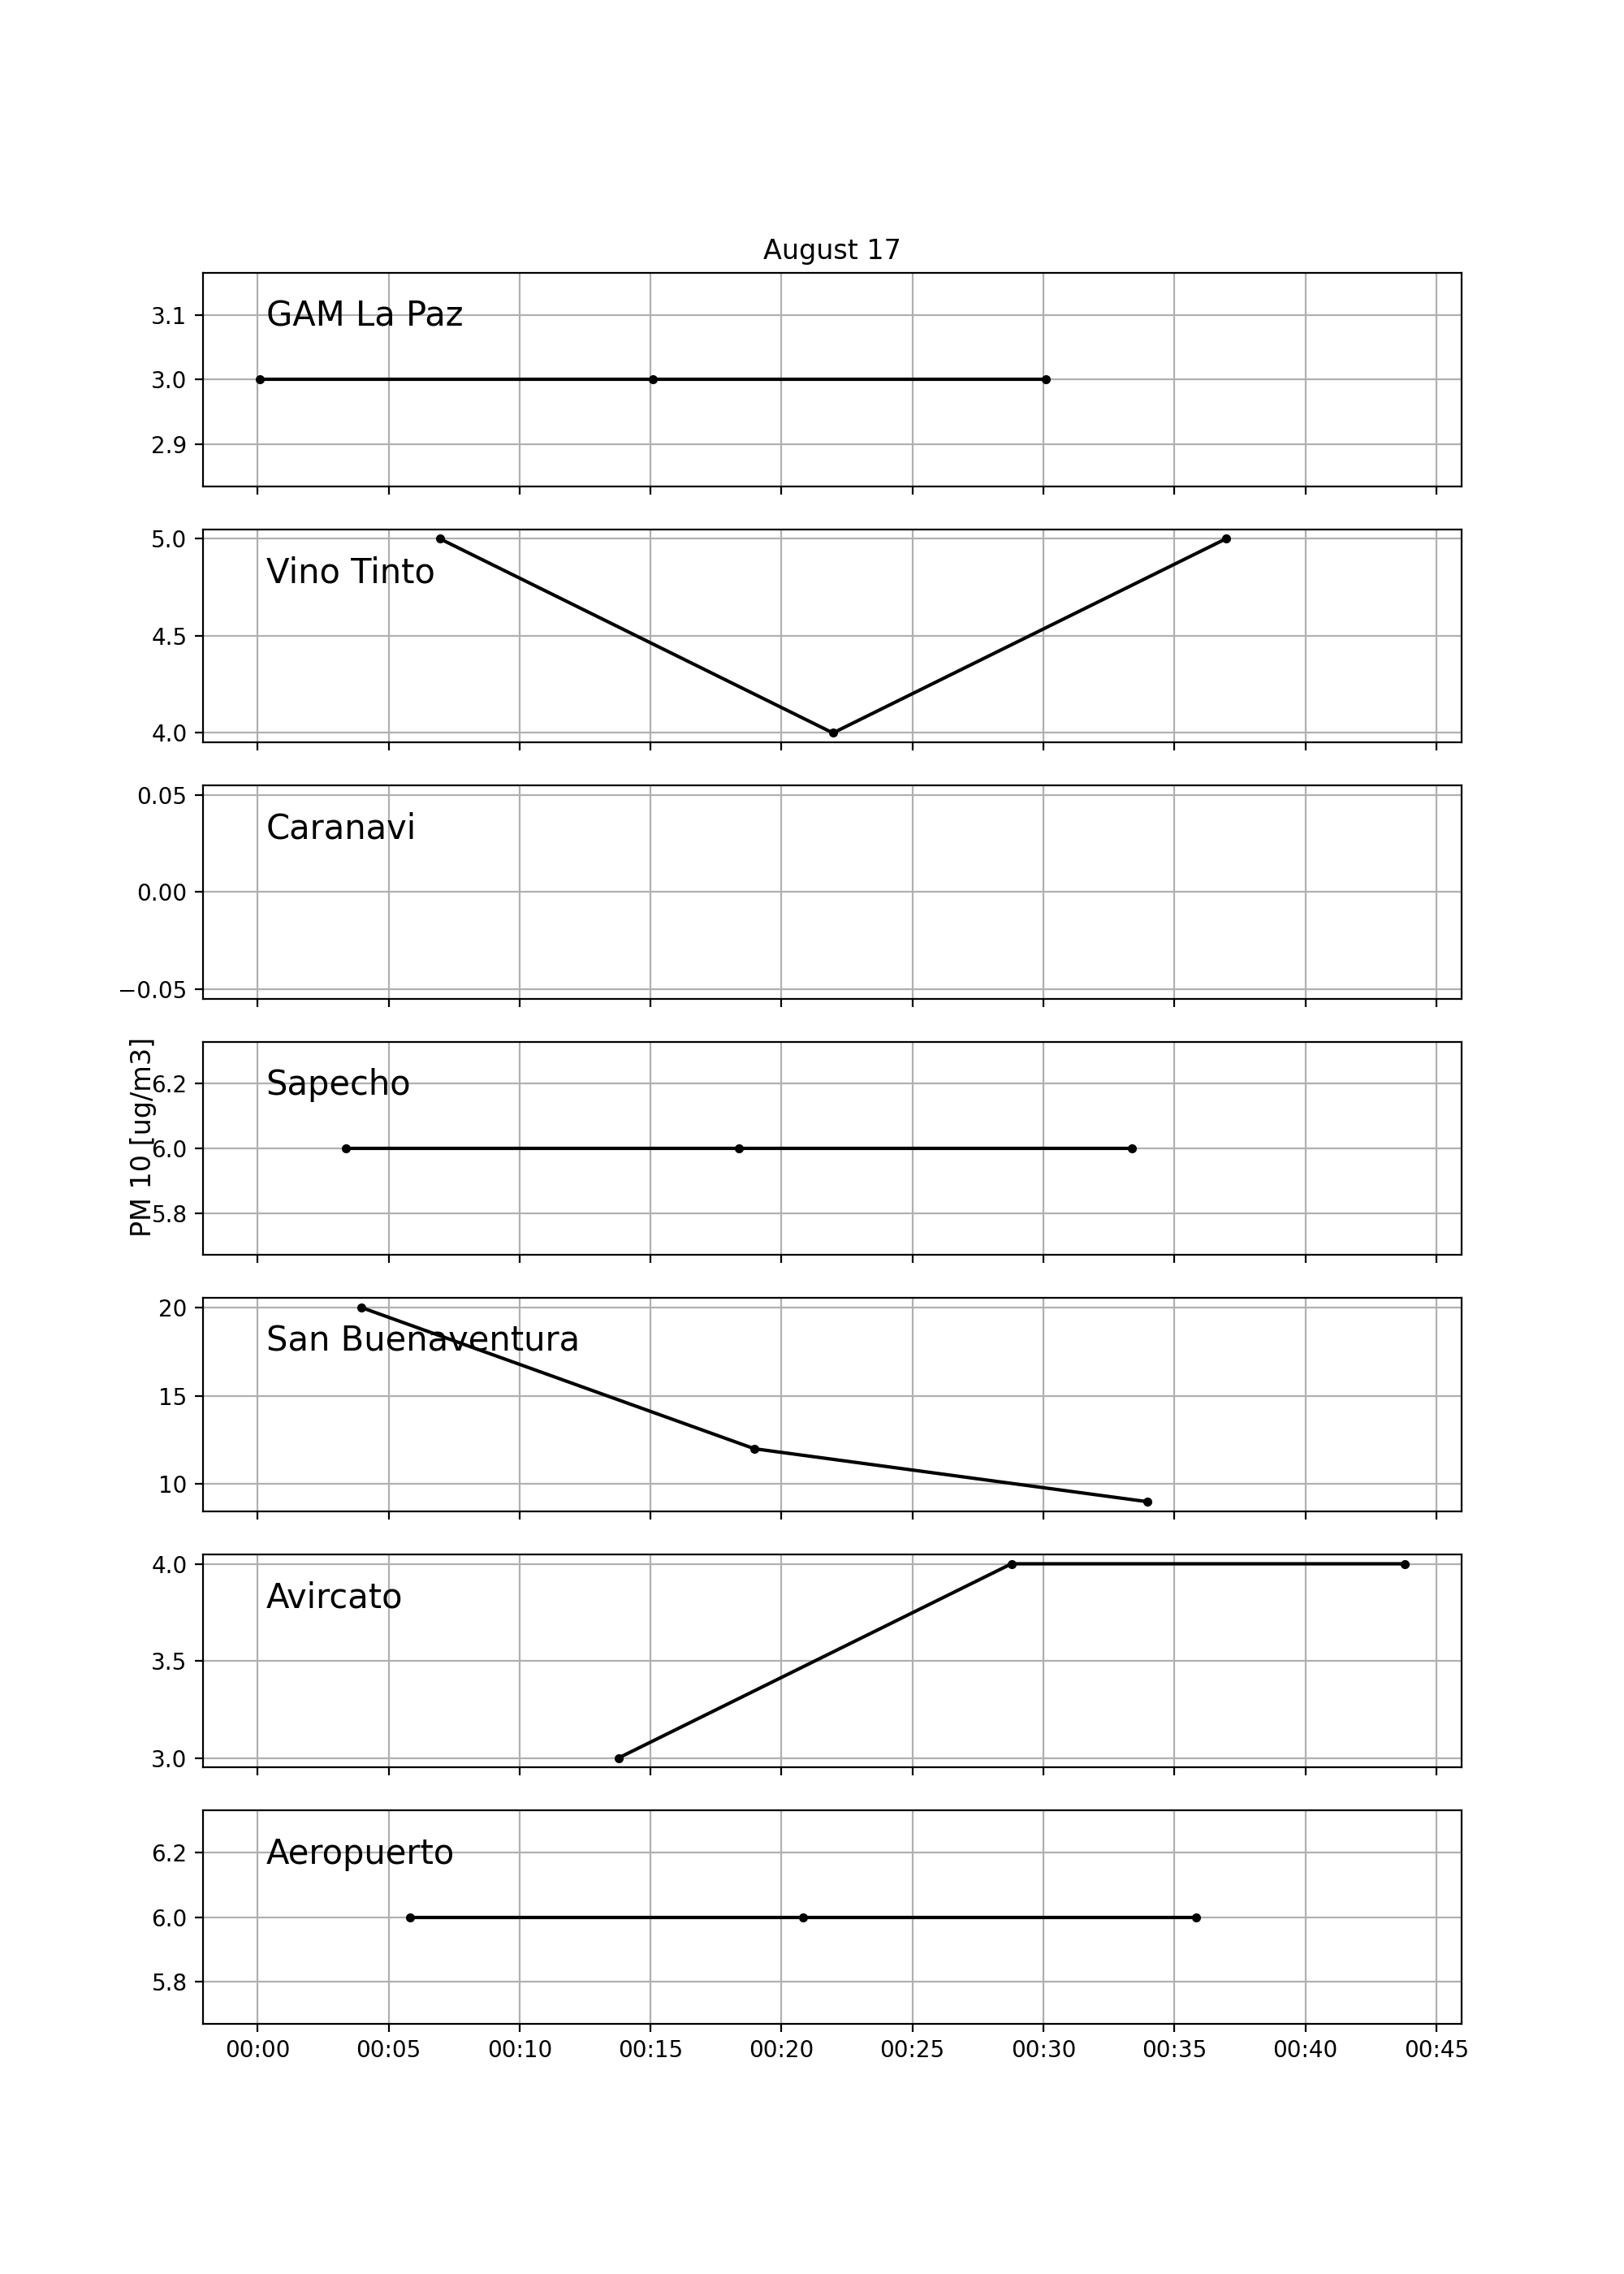 August 17
GAM La Paz
3.1
3.0
2.9
Vino Tinto
5.0
4.5
4.0
Caranavi
0.05
0.00
−0.05
PM 10 [ug/m3]
Sapecho
6.2
6.0
5.8
San Buenaventura
20
15
10
Avircato
4.0
3.5
3.0
Aeropuerto
6.2
6.0
5.8
00:00 00:05 00:10 00:15 00:20 00:25 00:30 00:35 00:40 00:45